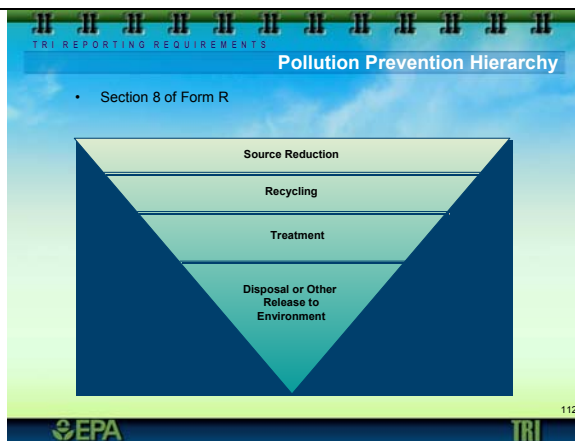 TRI REPORTING REQUIREMENTS
Pollution Prevention Hierarchy
• Section 8 of Form R
Source Reduction
Recycling
Treatment
Disposal or Other
Release to
Environment
112
EPA
TRI